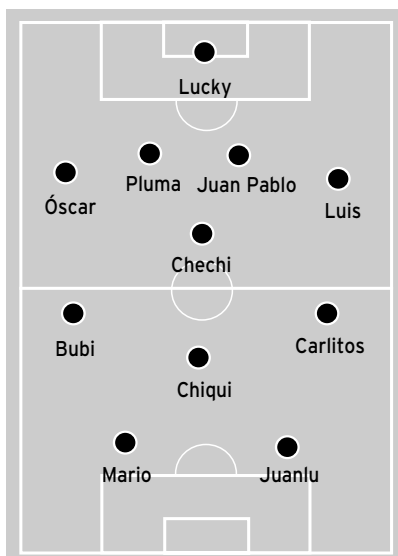 Lucky
Pluma
Juan Pablo
Óscar
Luis
Chechi
Bubi
Carlitos
Chiqui
Mario
Juanlu